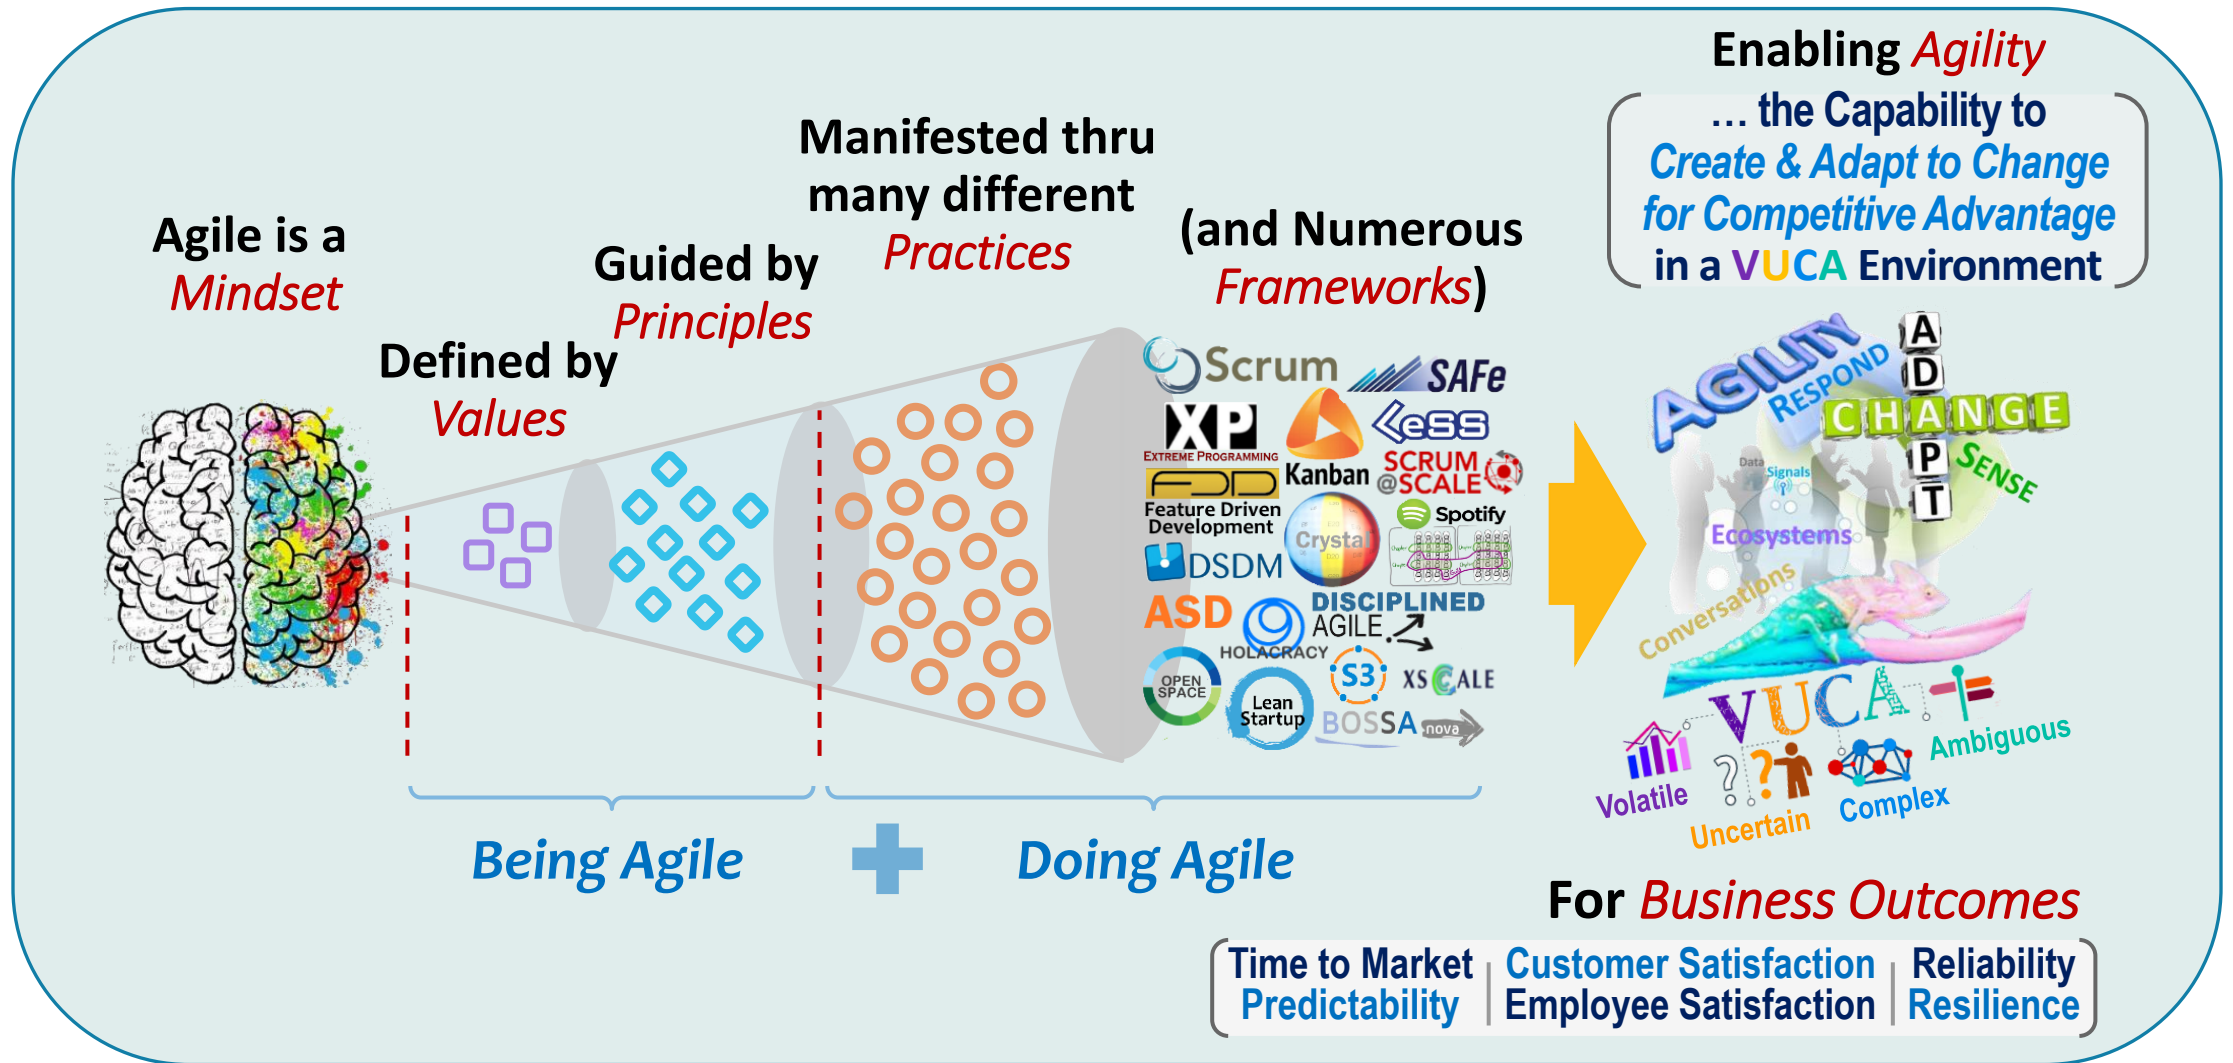 Agile is a
Mindset
Defined by
Values
Guided by
Principles
Manifested thru
many different
Practices
(and Numerous
Frameworks)
Scrum
SAFe
XP
EXTREME PROGRAMMING
Kanban
LeSS
SCRUM
@SCALE
FDD
Feature Driven
Development
Crystal
Spotify
DSDM
ASD
HOLACRACY
DISCIPLINED
AGILE
OPEN
SPACE
Lean
Startup
S3
XSCALE
BOSSA nova
Being Agile
Doing Agile
Enabling Agility
... the Capability to
Create & Adapt to Change
for Competitive Advantage
in a VUCA Environment
AGILITY
RESPOND
ADAPT
CHANGE
SENSE
Data
Signals
Ecosystems
Conversations
VUCA
Volatile
Uncertain
Complex
Ambiguous
? ?
For Business Outcomes
Time to Market | Customer Satisfaction | Reliability
Predictability | Employee Satisfaction | Resilience